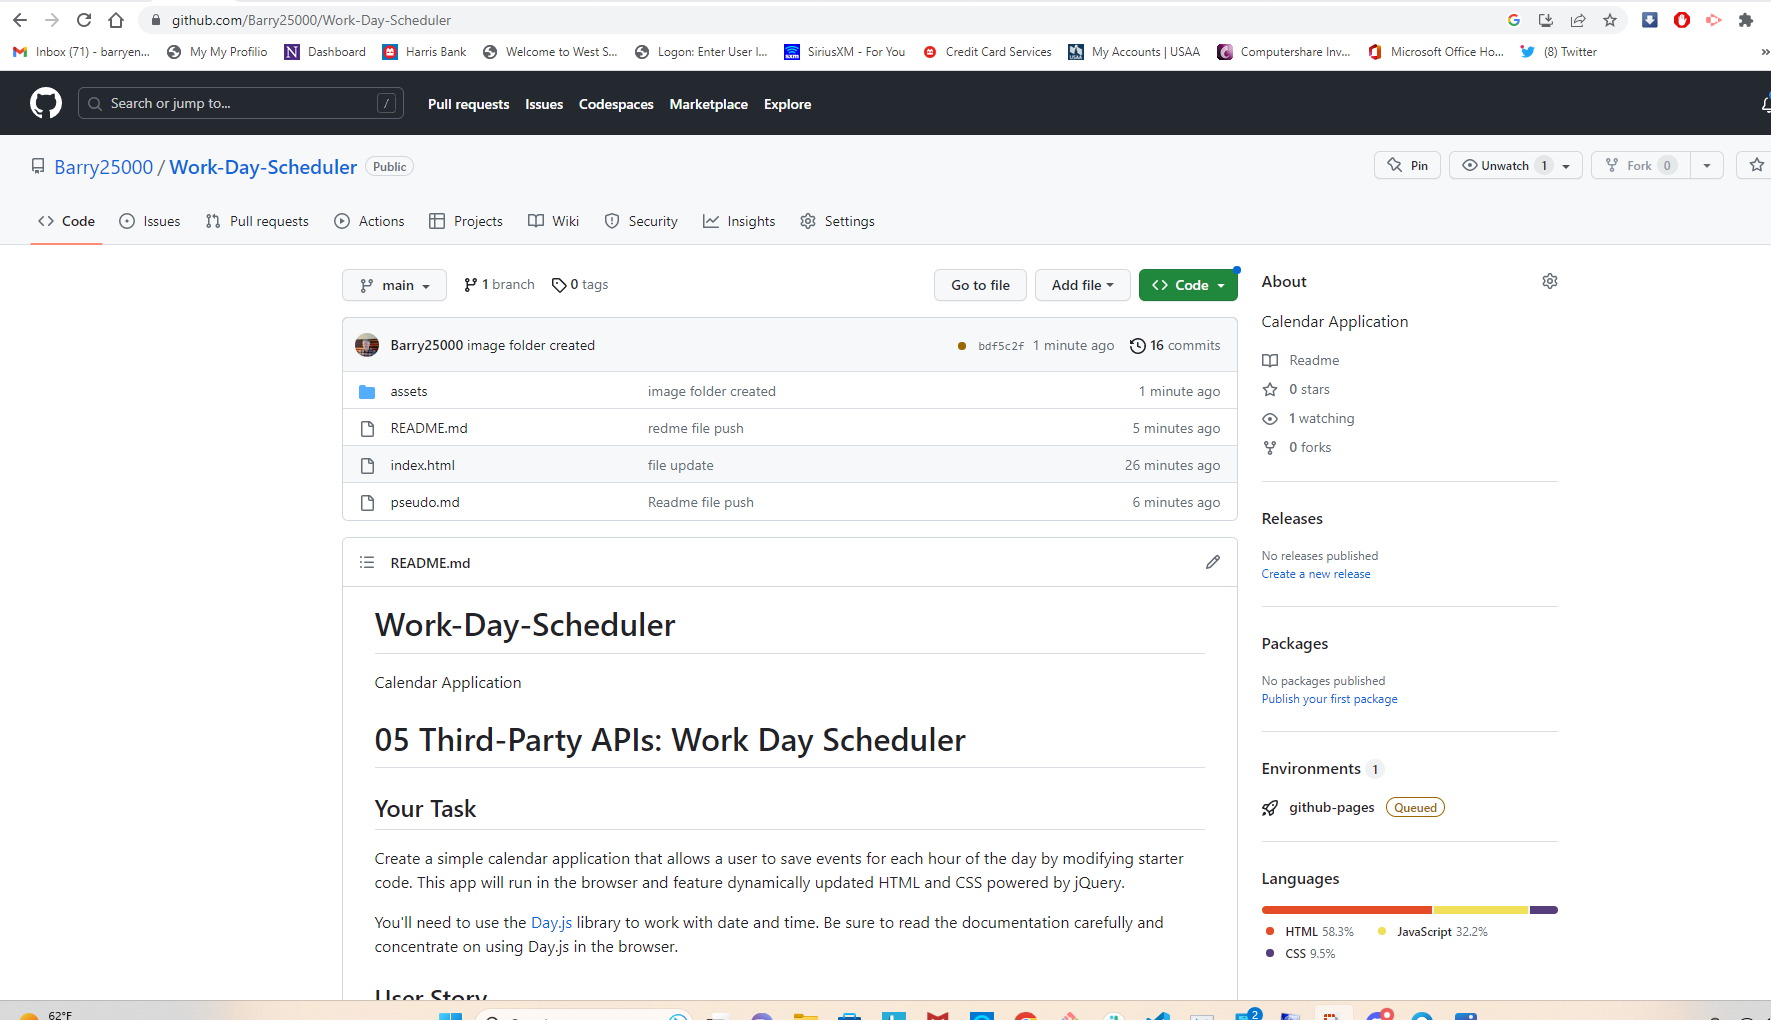 github.com/Barry25000/Work-Day-Scheduler
Inbox (71) - barryen... My My Profilio Dashboard Harris Bank Welcome to West S... Logon: Enter User I... SiriusXM - For You Credit Card Services My Accounts | USAA Computershare Inv... Microsoft Office Ho... (8) Twitter »
Search or jump to... / Pull requests Issues Codespaces Marketplace Explore
Barry25000 / Work-Day-Scheduler Public Pin Unwatch 1 Fork 0
Code Issues Pull requests Actions Projects Wiki Security Insights Settings
main 1 branch 0 tags Go to file Add file Code
Barry25000 image folder created bdf5c2f 1 minute ago 16 commits
assets image folder created 1 minute ago
README.md redme file push 5 minutes ago
index.html file update 26 minutes ago
pseudo.md Readme file push 6 minutes ago
README.md
Work-Day-Scheduler
Calendar Application
05 Third-Party APIs: Work Day Scheduler
Your Task
Create a simple calendar application that allows a user to save events for each hour of the day by modifying starter
code. This app will run in the browser and feature dynamically updated HTML and CSS powered by jQuery.
You'll need to use the Day.js library to work with date and time. Be sure to read the documentation carefully and
concentrate on using Day.js in the browser.
User Story
About
Calendar Application
Readme
0 stars
1 watching
0 forks
Releases
No releases published
Create a new release
Packages
No packages published
Publish your first package
Environments 1
github-pages Queued
Languages
HTML 58.3% JavaScript 32.2%
CSS 9.5%
62°F
2